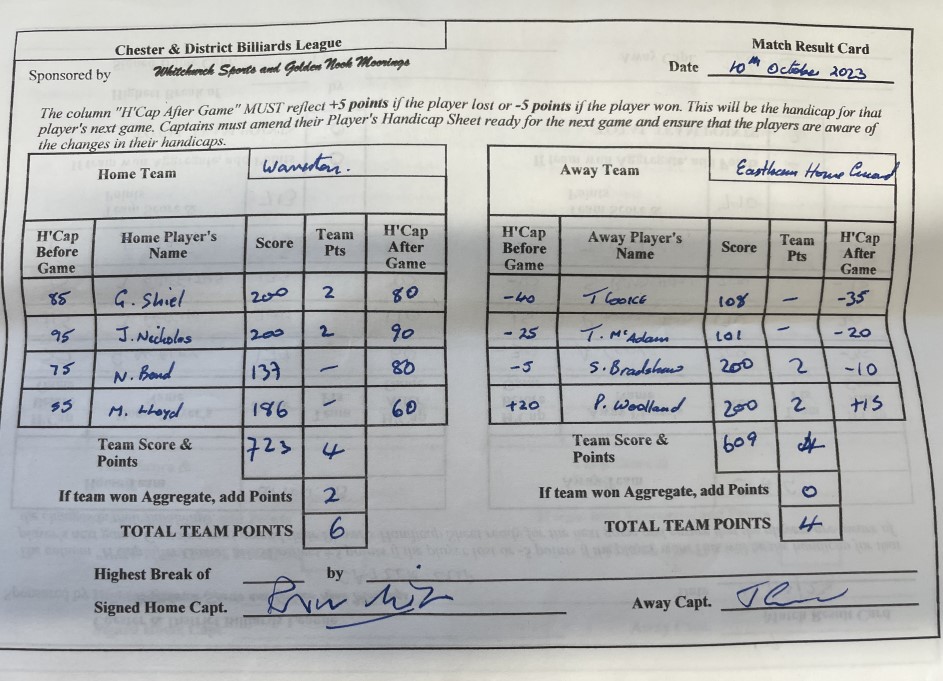 Chester & District Billiards League
Match Result Card
Sponsored by Whitchurch Sports and Golden Nook Moorings
Date 10th October 2023
The column "H'Cap After Game" MUST reflect +5 points if the player lost or -5 points if the player won. This will be the handicap for that
player's next game. Captains must amend their Player's Handicap Sheet ready for the next game and ensure that the players are aware of
the changes in their handicaps.
Home Team
Away Team Eastham Home Guard
H'Cap Before Game Home Player's Name Score Team Pts H'Cap After Game
85 G. Shiel 200 2 80
95 J. Nicholas 200 2 90
75 N. Bond 137 – 80
55 M. Lloyd 186 – 60
Team Score & Points 723 4
If team won Aggregate, add Points 2
TOTAL TEAM POINTS 6
H'Cap Before Game Away Player's Name Score Team Pts H'Cap After Game
-40 T COOKE 108 – -35
-25 T. McAdam 101 – -20
-5 S. Bradshaw 200 2 -10
+20 P. Woolland 200 2 +15
Team Score & Points 609 4
If team won Aggregate, add Points 0
TOTAL TEAM POINTS 4
Highest Break of by
Signed Home Capt.
Away Capt.